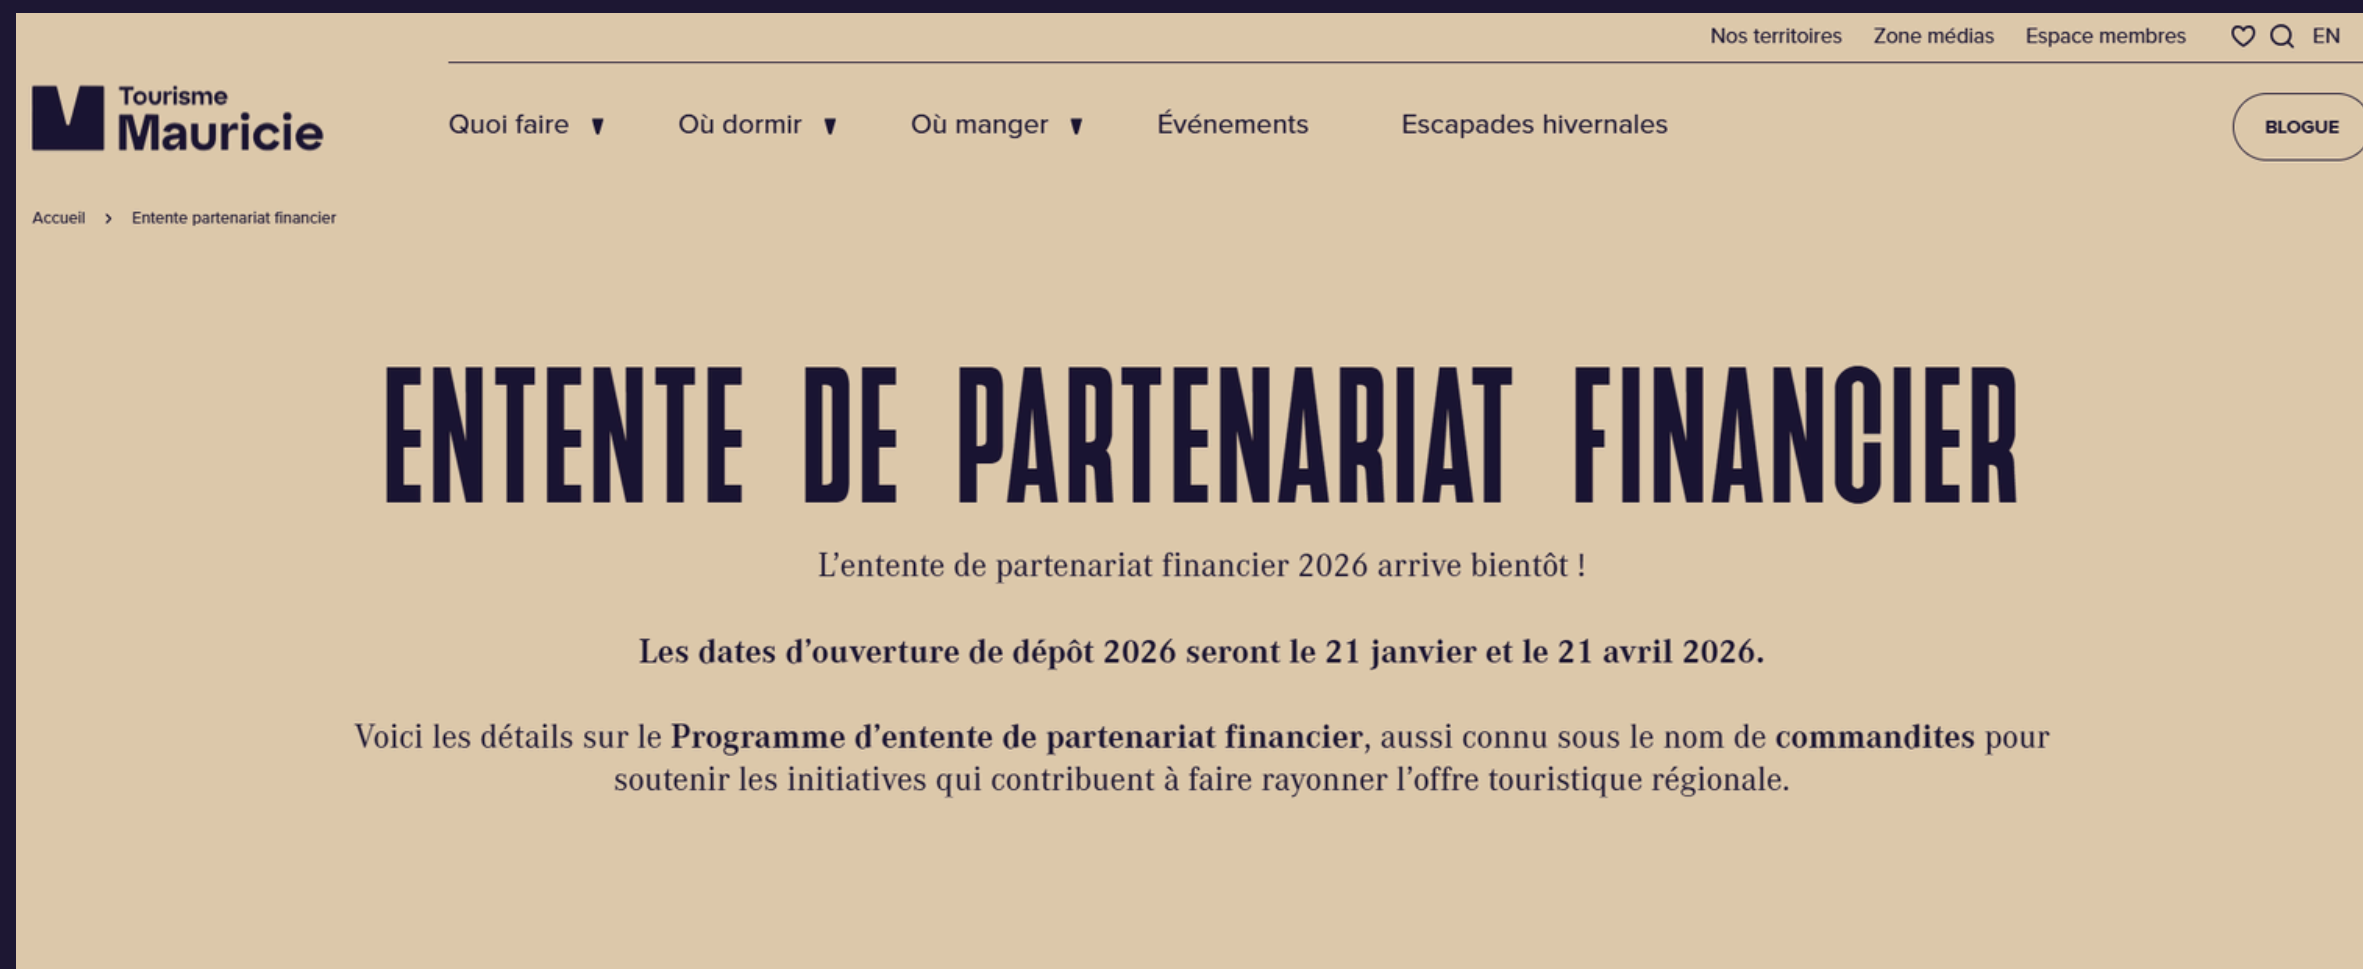 Nos territoires Zone médias Espace membres EN
Tourisme
Mauricie
Quoi faire Où dormir Où manger Événements Escapades hivernales BLOGUE
Accueil > Entente partenariat financier
ENTENTE DE PARTENARIAT FINANCIER
L’entente de partenariat financier 2026 arrive bientôt !
Les dates d’ouverture de dépôt 2026 seront le 21 janvier et le 21 avril 2026.
Voici les détails sur le Programme d’entente de partenariat financier, aussi connu sous le nom de commandites pour
soutenir les initiatives qui contribuent à faire rayonner l’offre touristique régionale.